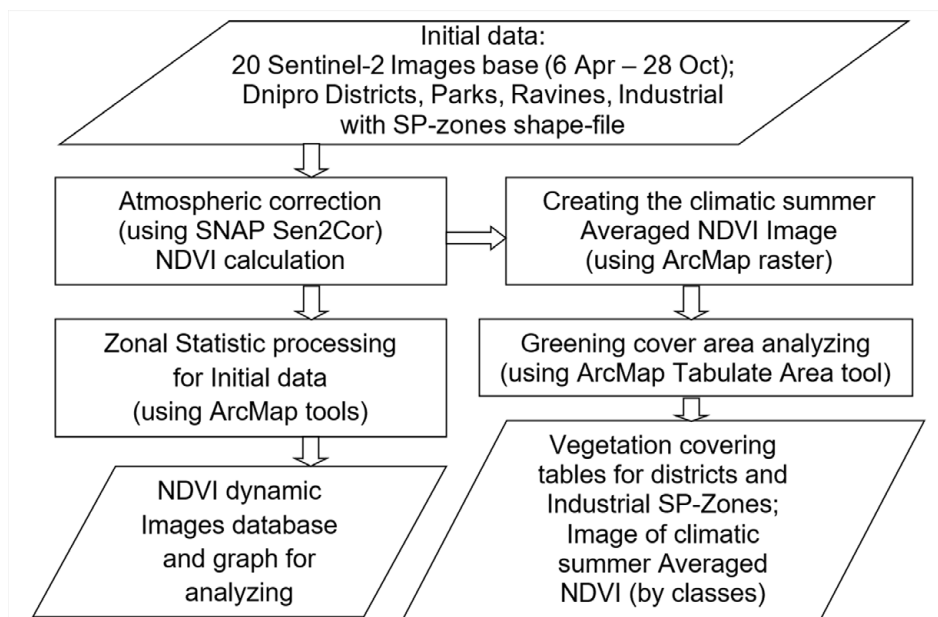 Initial data:
20 Sentinel-2 Images base (6 Apr – 28 Oct);
Dnipro Districts, Parks, Ravines, Industrial
with SP-zones shape-file
Atmospheric correction
(using SNAP Sen2Cor)
NDVI calculation
Creating the climatic summer
Averaged NDVI Image
(using ArcMap raster)
Zonal Statistic processing
for Initial data
(using ArcMap tools)
Greening cover area analyzing
(using ArcMap Tabulate Area tool)
NDVI dynamic
Images database
and graph for
analyzing
Vegetation covering
tables for districts and
Industrial SP-Zones;
Image of climatic
summer Averaged
NDVI (by classes)